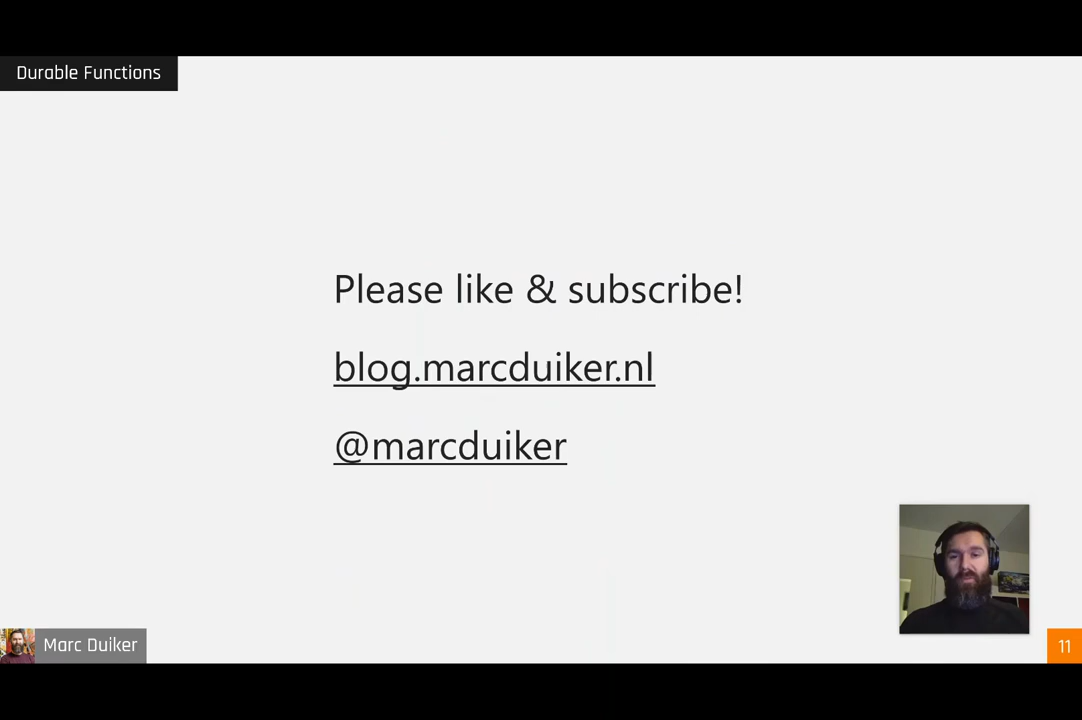 Durable Functions
Please like & subscribe!
blog.marcduiker.nl
@marcduiker
Marc Duiker
11